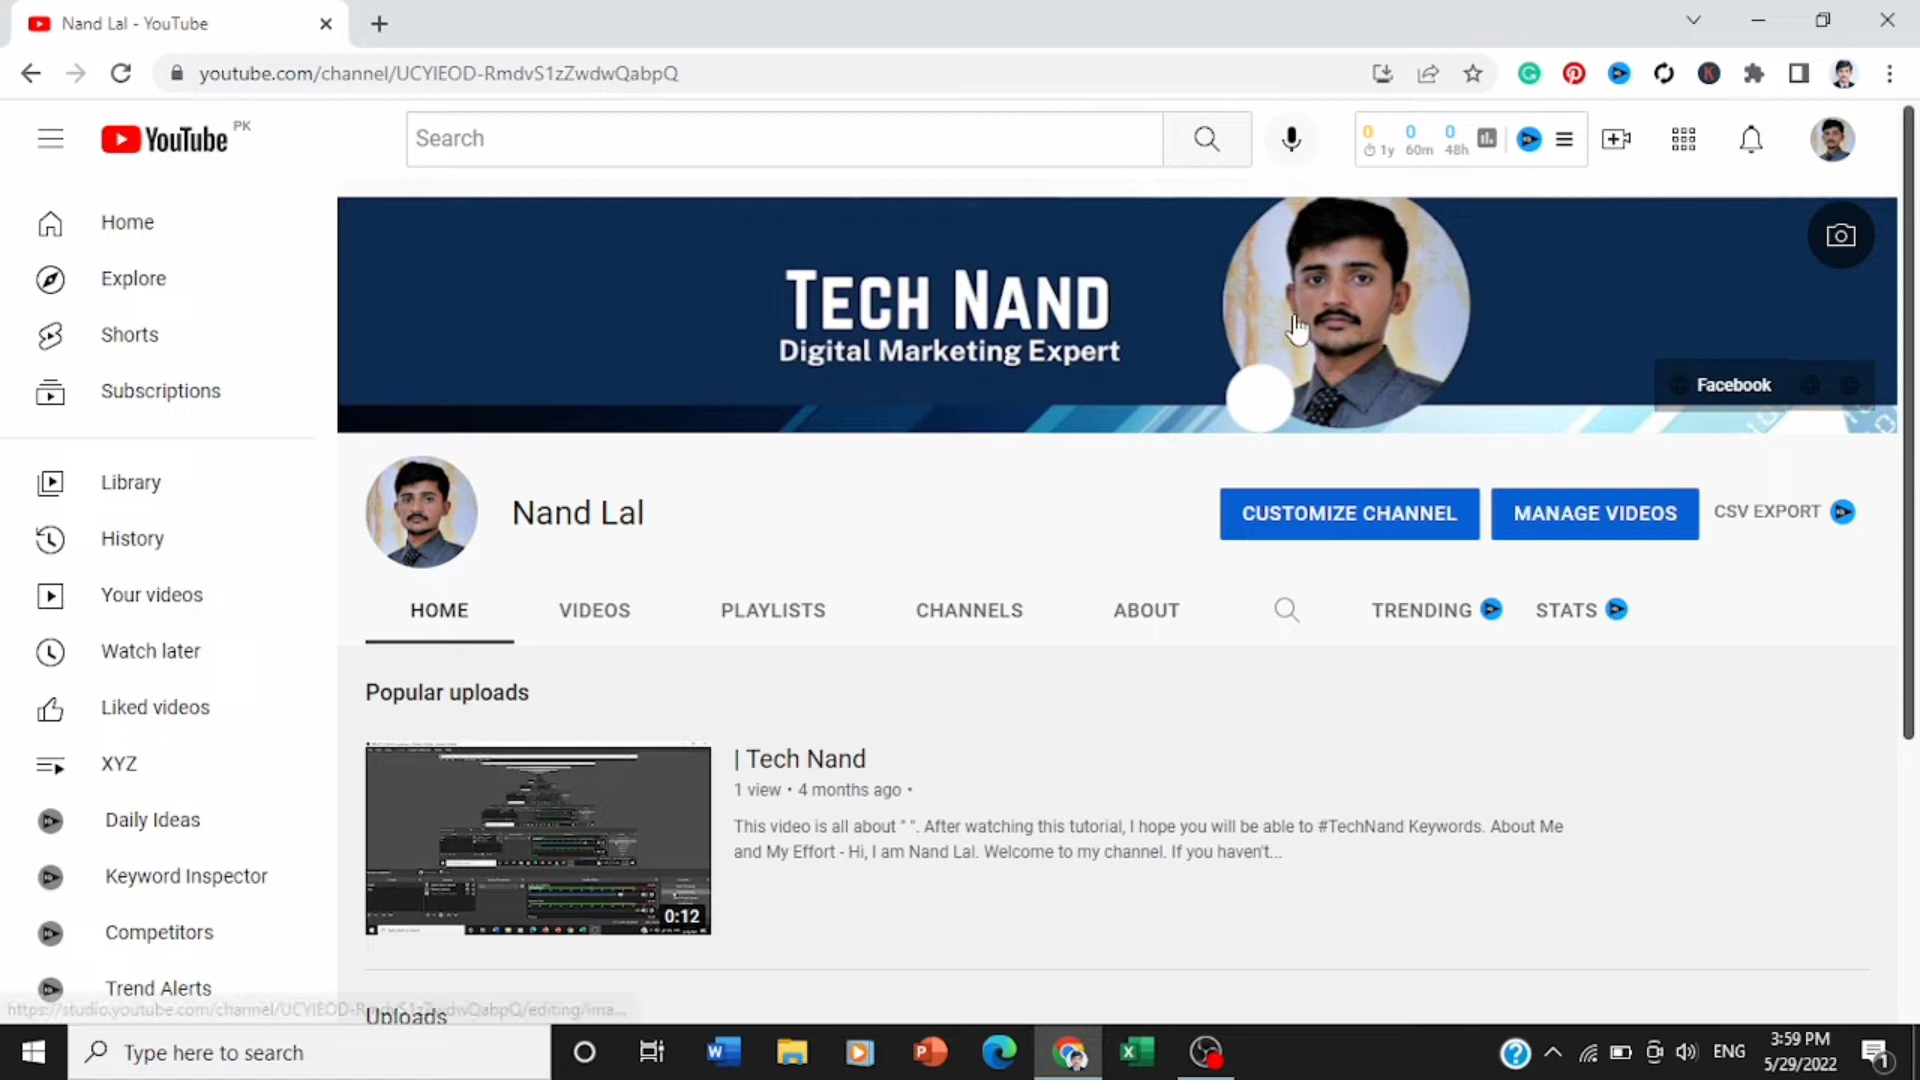 Nand Lal - YouTube
youtube.com/channel/UCYIEOD-RmdvS1zZwdwQabpQ
YouTube PK
Search
0 0 0
1y 60m 48h
Home
Explore
Shorts
Subscriptions
Library
History
Your videos
Watch later
Liked videos
XYZ
Daily Ideas
Keyword Inspector
Competitors
Trend Alerts
TECH NAND
Digital Marketing Expert
Facebook
Nand Lal
CUSTOMIZE CHANNEL
MANAGE VIDEOS
CSV EXPORT
HOME VIDEOS PLAYLISTS CHANNELS ABOUT TRENDING STATS
Popular uploads
0:12
| Tech Nand
1 view • 4 months ago •
This video is all about " ". After watching this tutorial, I hope you will be able to #TechNand Keywords. About Me
and My Effort - Hi, I am Nand Lal. Welcome to my channel. If you haven't...
Uploads
Type here to search
ENG
3:59 PM
5/29/2022
1